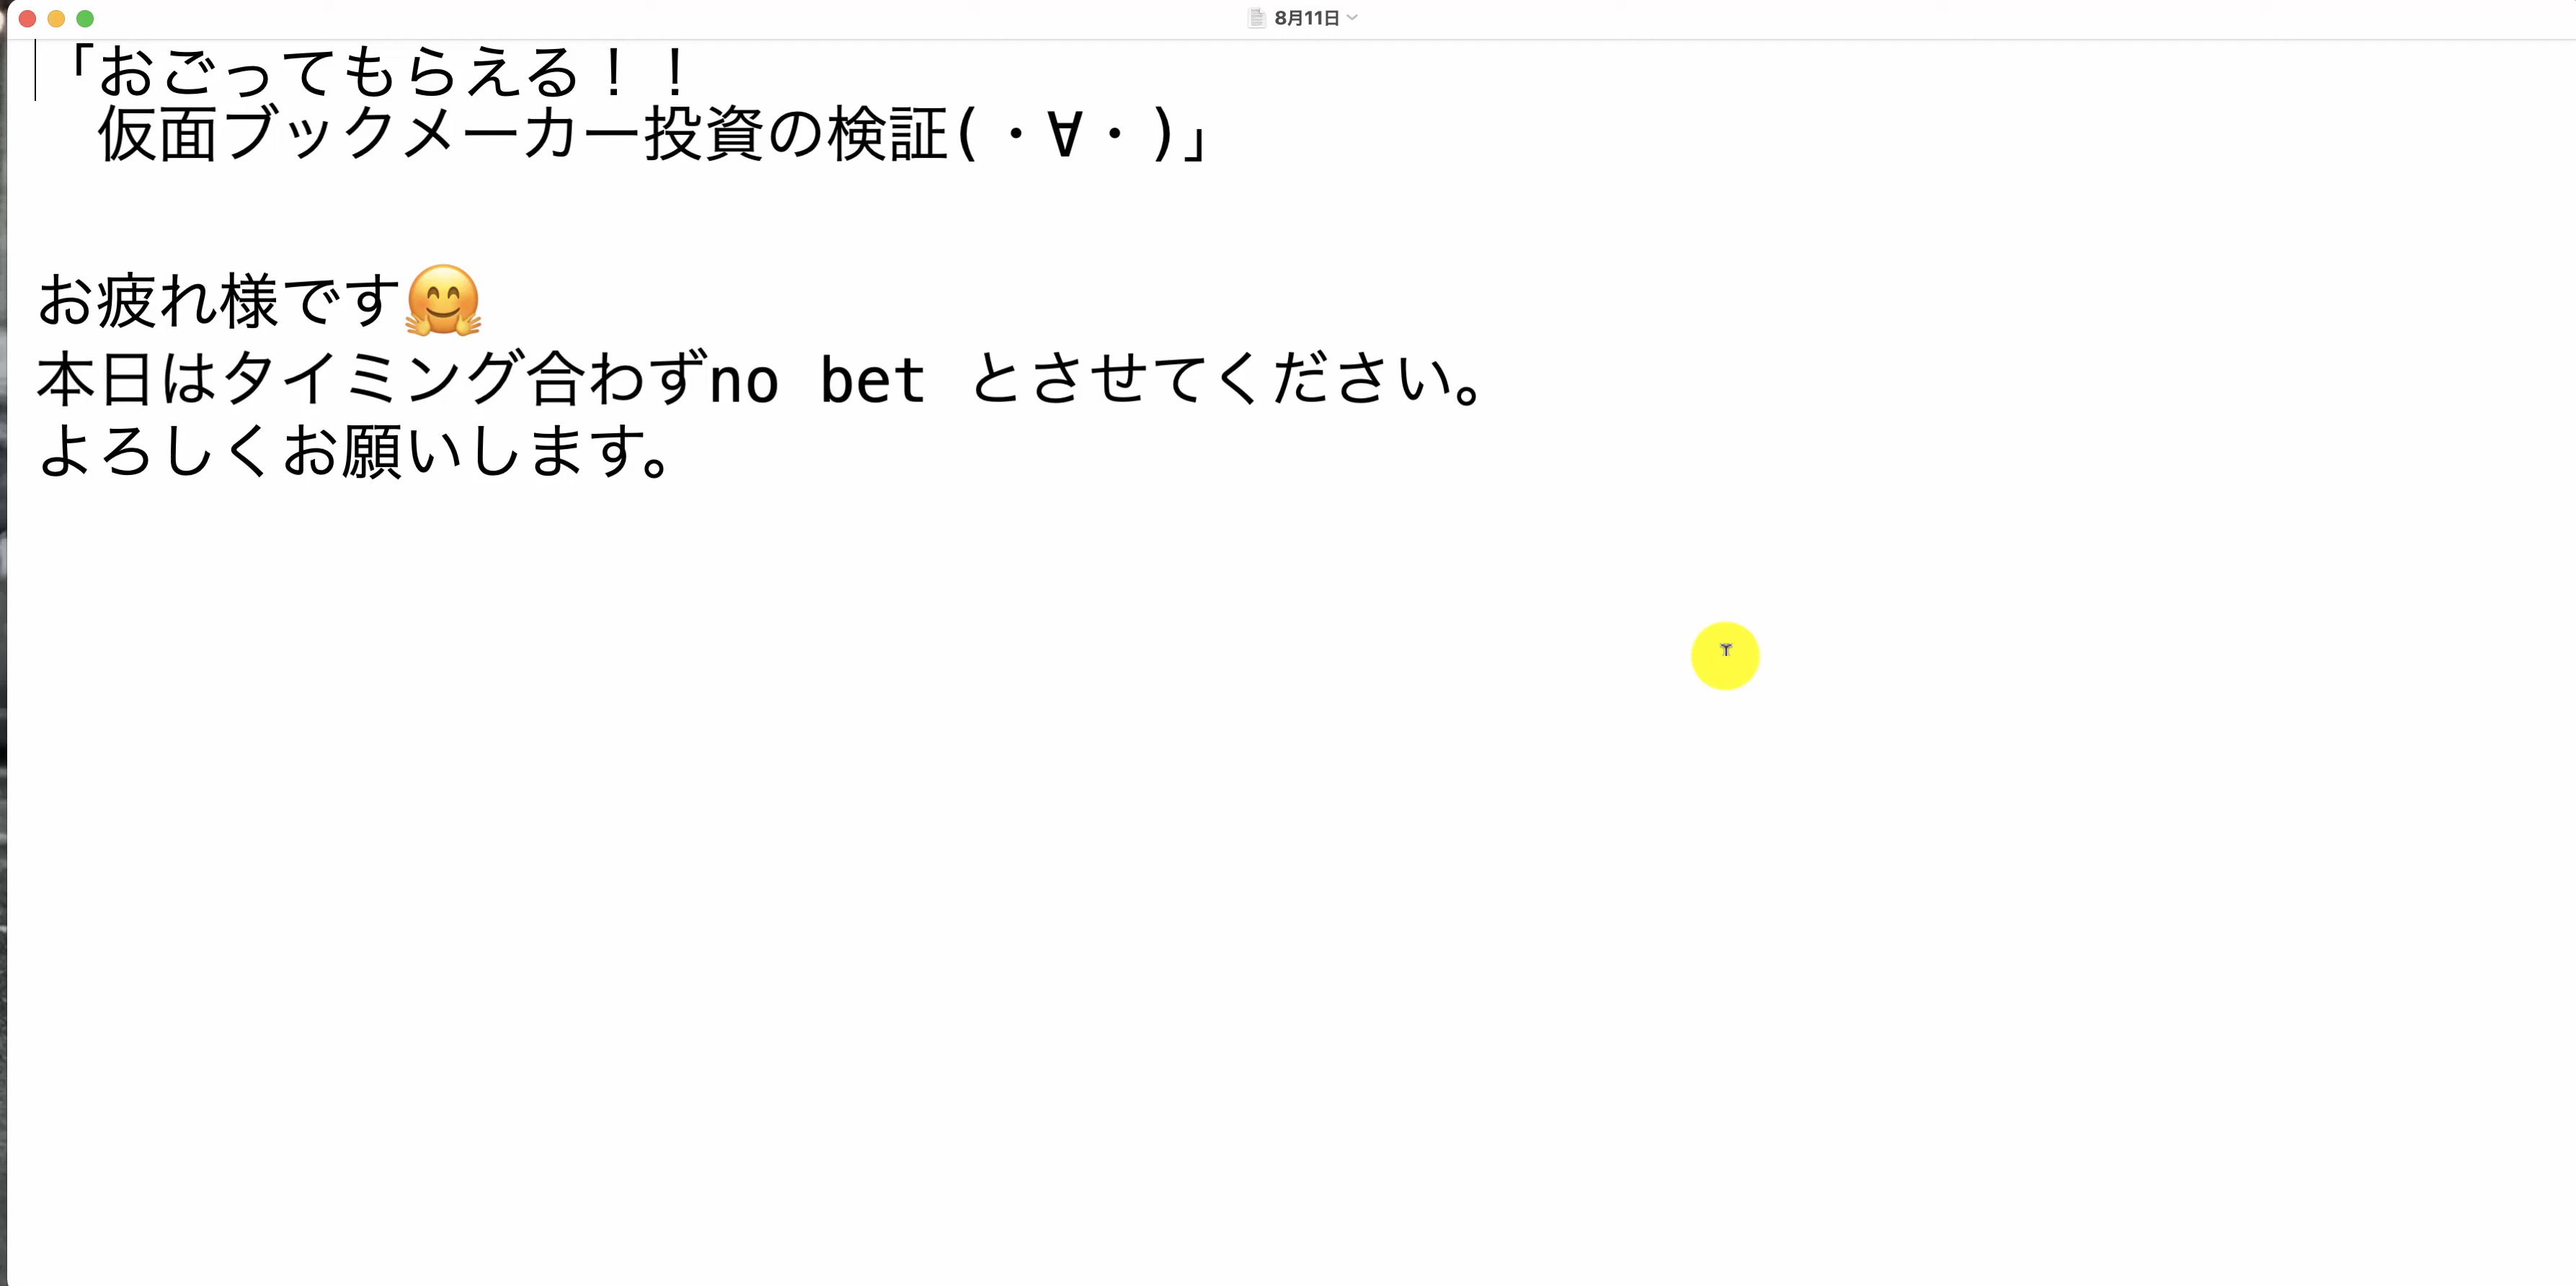 8月11日
「おごってもらえる！！
仮面ブックメーカー投資の検証(・∀・)」
お疲れ様です🤗
本日はタイミング合わずno bet とさせてください。
よろしくお願いします。